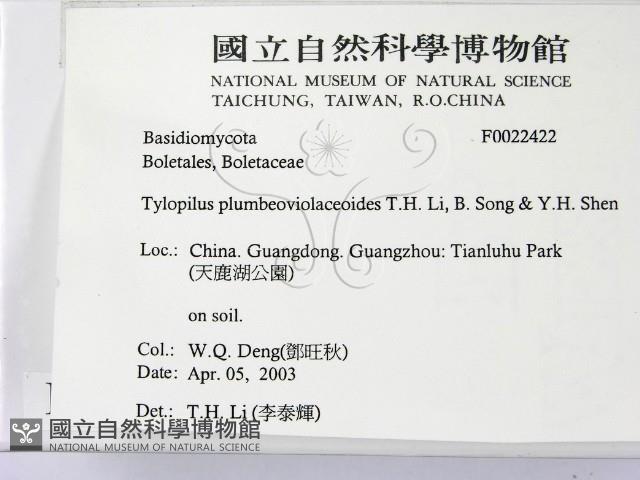 國立自然科學博物館
NATIONAL MUSEUM OF NATURAL SCIENCE
TAICHUNG, TAIWAN, R.O.CHINA
Basidiomycota F0022422
Boletales, Boletaceae
Tylopilus plumbeoviolaceoides T.H. Li, B. Song & Y.H. Shen
Loc.: China. Guangdong. Guangzhou: Tianluhu Park
(天鹿湖公園)
on soil.
Col.: W.Q. Deng(鄧旺秋)
Date: Apr. 05, 2003
Det.: T.H. Li (李泰輝)
國立自然科學博物館
NATIONAL MUSEUM OF NATURAL SCIENCE